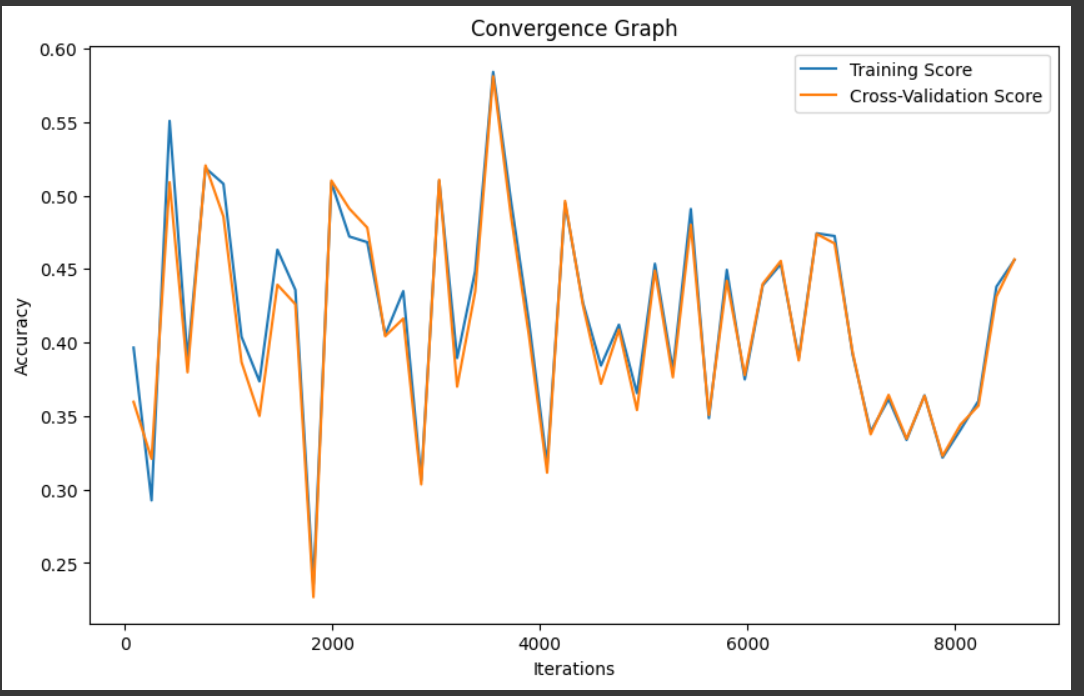 Convergence Graph
Training Score
Cross-Validation Score
0.60
0.55
0.50
0.45
0.40
0.35
0.30
0.25
Accuracy
0 2000 4000 6000 8000
Iterations